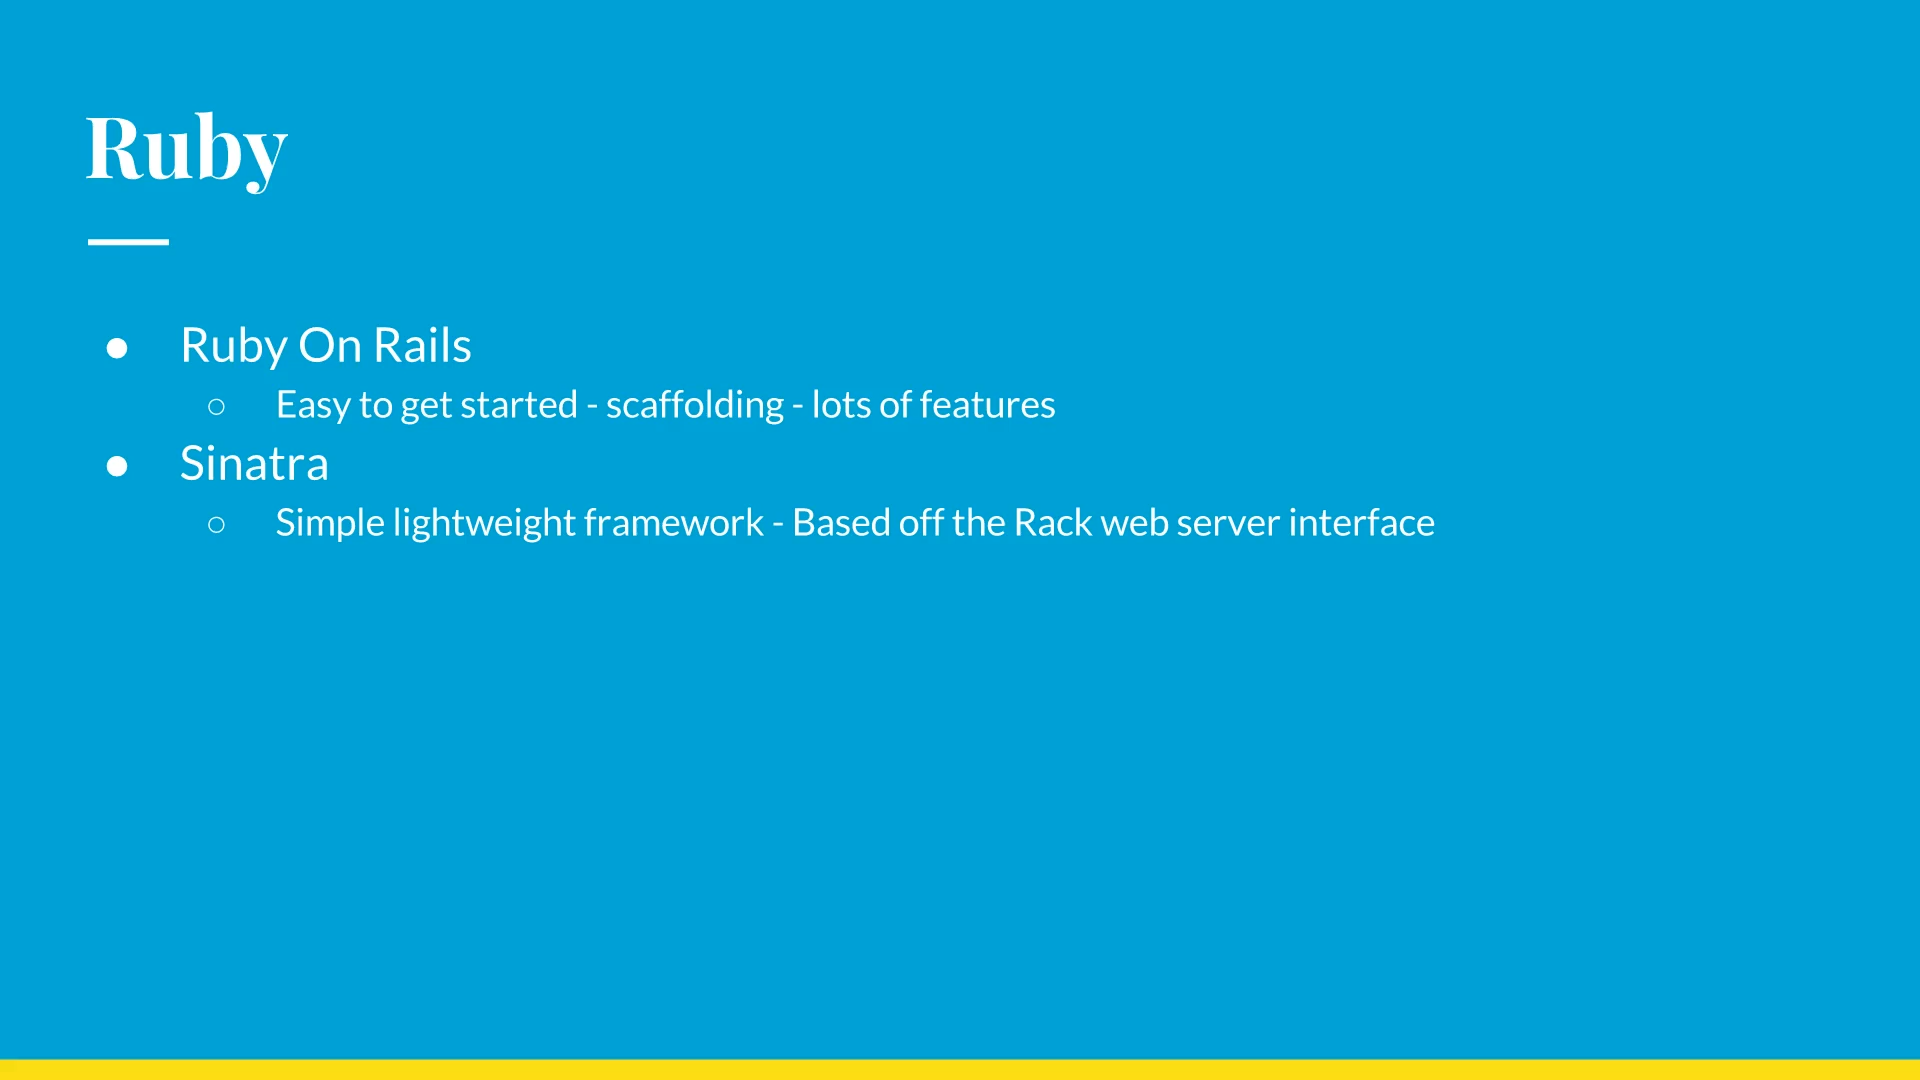 Ruby
● Ruby On Rails
○ Easy to get started - scaffolding - lots of features
● Sinatra
○ Simple lightweight framework - Based off the Rack web server interface